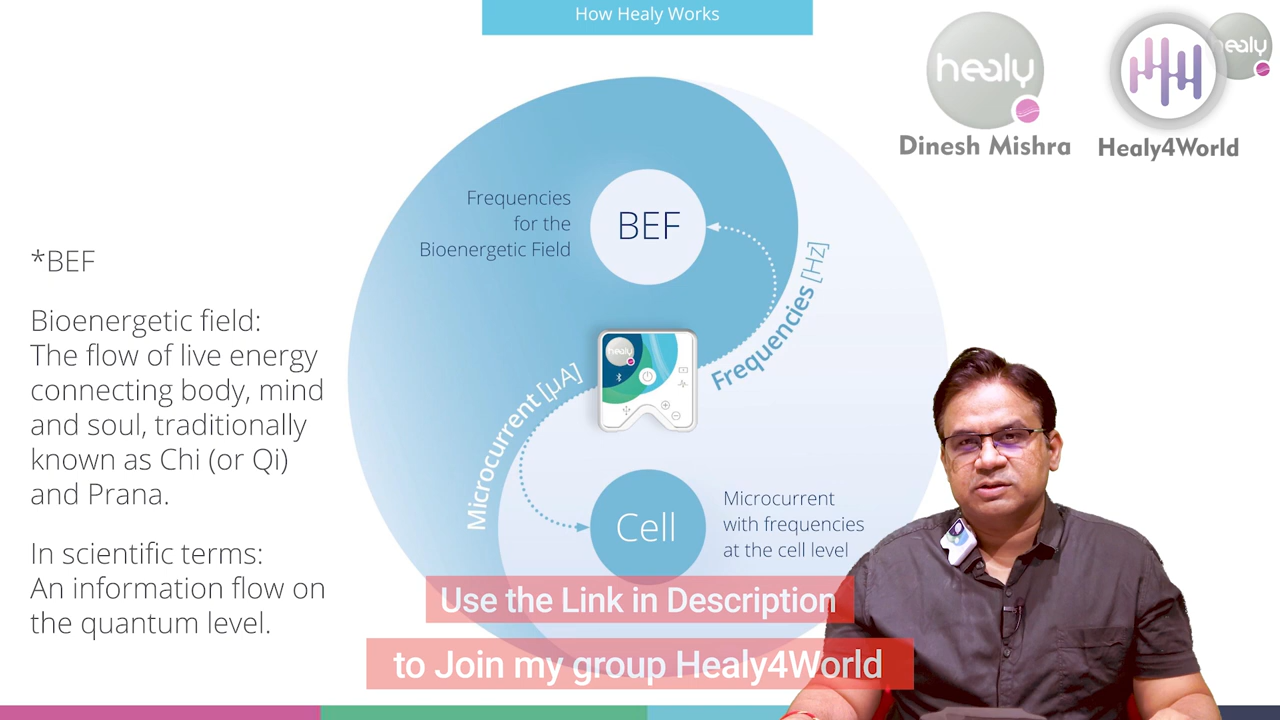 How Healy Works
healy
healy
Dinesh Mishra
Healy4World
Frequencies
for the
Bioenergetic Field
BEF
Frequencies [Hz]
*BEF
Bioenergetic field:
The flow of live energy
connecting body, mind
and soul, traditionally
known as Chi (or Qi)
and Prana.
In scientific terms:
An information flow on
the quantum level.
healy
Microcurrent [µA]
Cell
Microcurrent
with frequencies
at the cell level
Use the Link in Description
to Join my group Healy4World